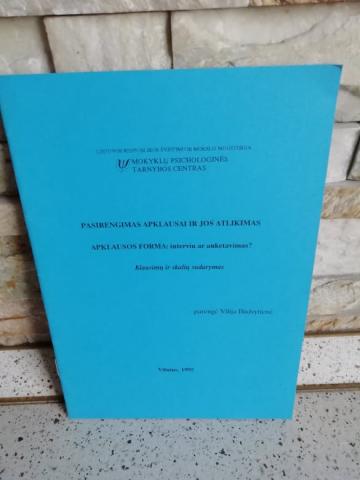 LIETUVOS RESPUBLIKOS ŠVIETIMO IR MOKSLO MINISTERIJA
MOKYKLŲ PSICHOLOGINĖS
TARNYBOS CENTRAS
PASIRENGIMAS APKLAUSAI IR JOS ATLIKIMAS
APKLAUSOS FORMA: interviu ar anketavimas?
Klausimų ir skalių sudarymas
parengė Vilija
Vilnius, 1995